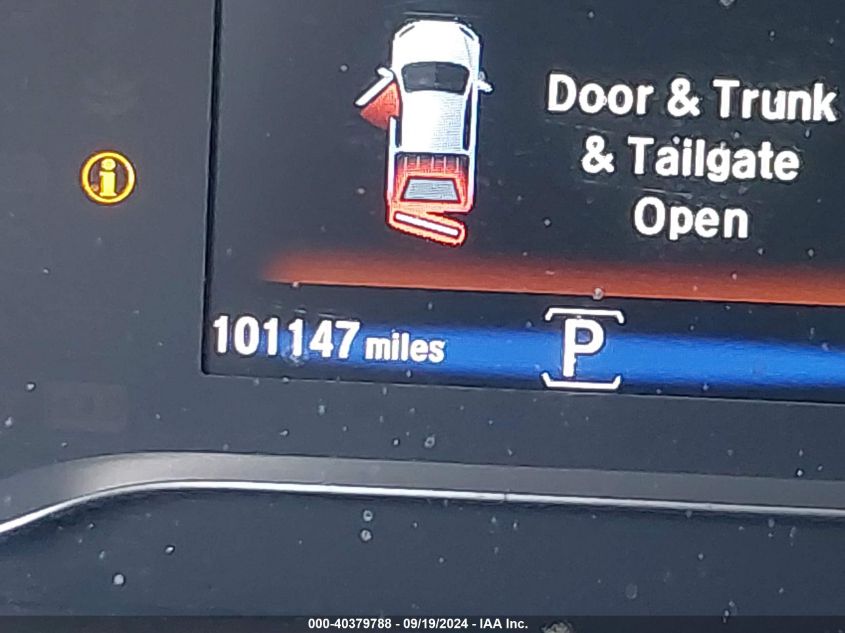 Door & Trunk
& Tailgate
Open
i
101147 miles
P
000-40379788 - 09/19/2024 - IAA Inc.